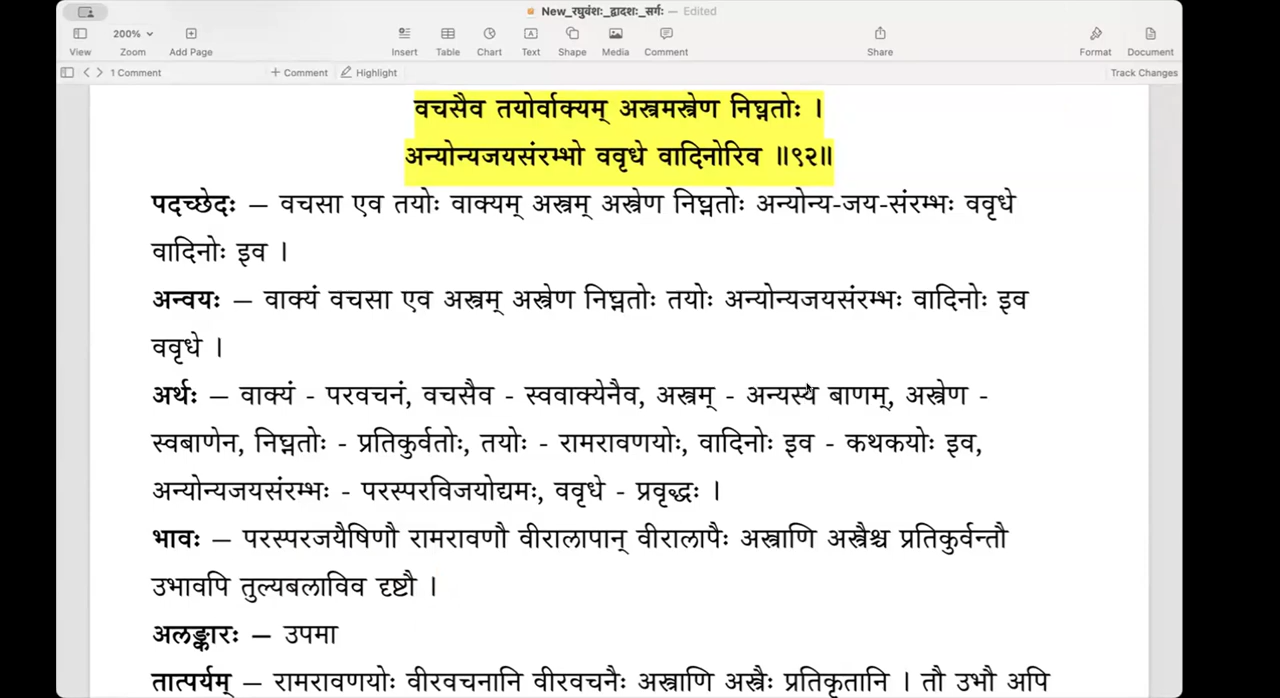 New_रघुवंशः_द्वादशः_सर्गः — Edited
200%
View Zoom Add Page Insert Table Chart Text Shape Media Comment Share Format Document
1 Comment + Comment Highlight Track Changes
वचसैव तयोर्वाक्यम् अस्त्रमस्त्रेण निघ्नतोः ।
अन्योन्यजयसंरम्भो ववृधे वादिनोरिव ॥९२॥
पदच्छेदः — वचसा एव तयोः वाक्यम् अस्त्रम् अस्त्रेण निघ्नतोः अन्योन्य-जय-संरम्भः ववृधे
वादिनोः इव ।
अन्वयः — वाक्यं वचसा एव अस्त्रम् अस्त्रेण निघ्नतोः तयोः अन्योन्यजयसंरम्भः वादिनोः इव
ववृधे ।
अर्थः — वाक्यं - परवचनं, वचसैव - स्ववाक्येनैव, अस्त्रम् - अन्यस्य बाणम्, अस्त्रेण -
स्वबाणेन, निघ्नतोः - प्रतिकुर्वतोः, तयोः - रामरावणयोः, वादिनोः इव - कथकयोः इव,
अन्योन्यजयसंरम्भः - परस्परविजयोद्यमः, ववृधे - प्रवृद्धः ।
भावः — परस्परजयैषिणौ रामरावणौ वीरालापान् वीरालापैः अस्त्राणि अस्त्रैश्च प्रतिकुर्वन्तौ
उभावपि तुल्यबलाविव दृष्टौ ।
अलङ्कारः — उपमा
तात्पर्यम् — रामरावणयोः वीरवचनानि वीरवचनैः अस्त्राणि अस्त्रैः प्रतिकृतानि । तौ उभौ अपि